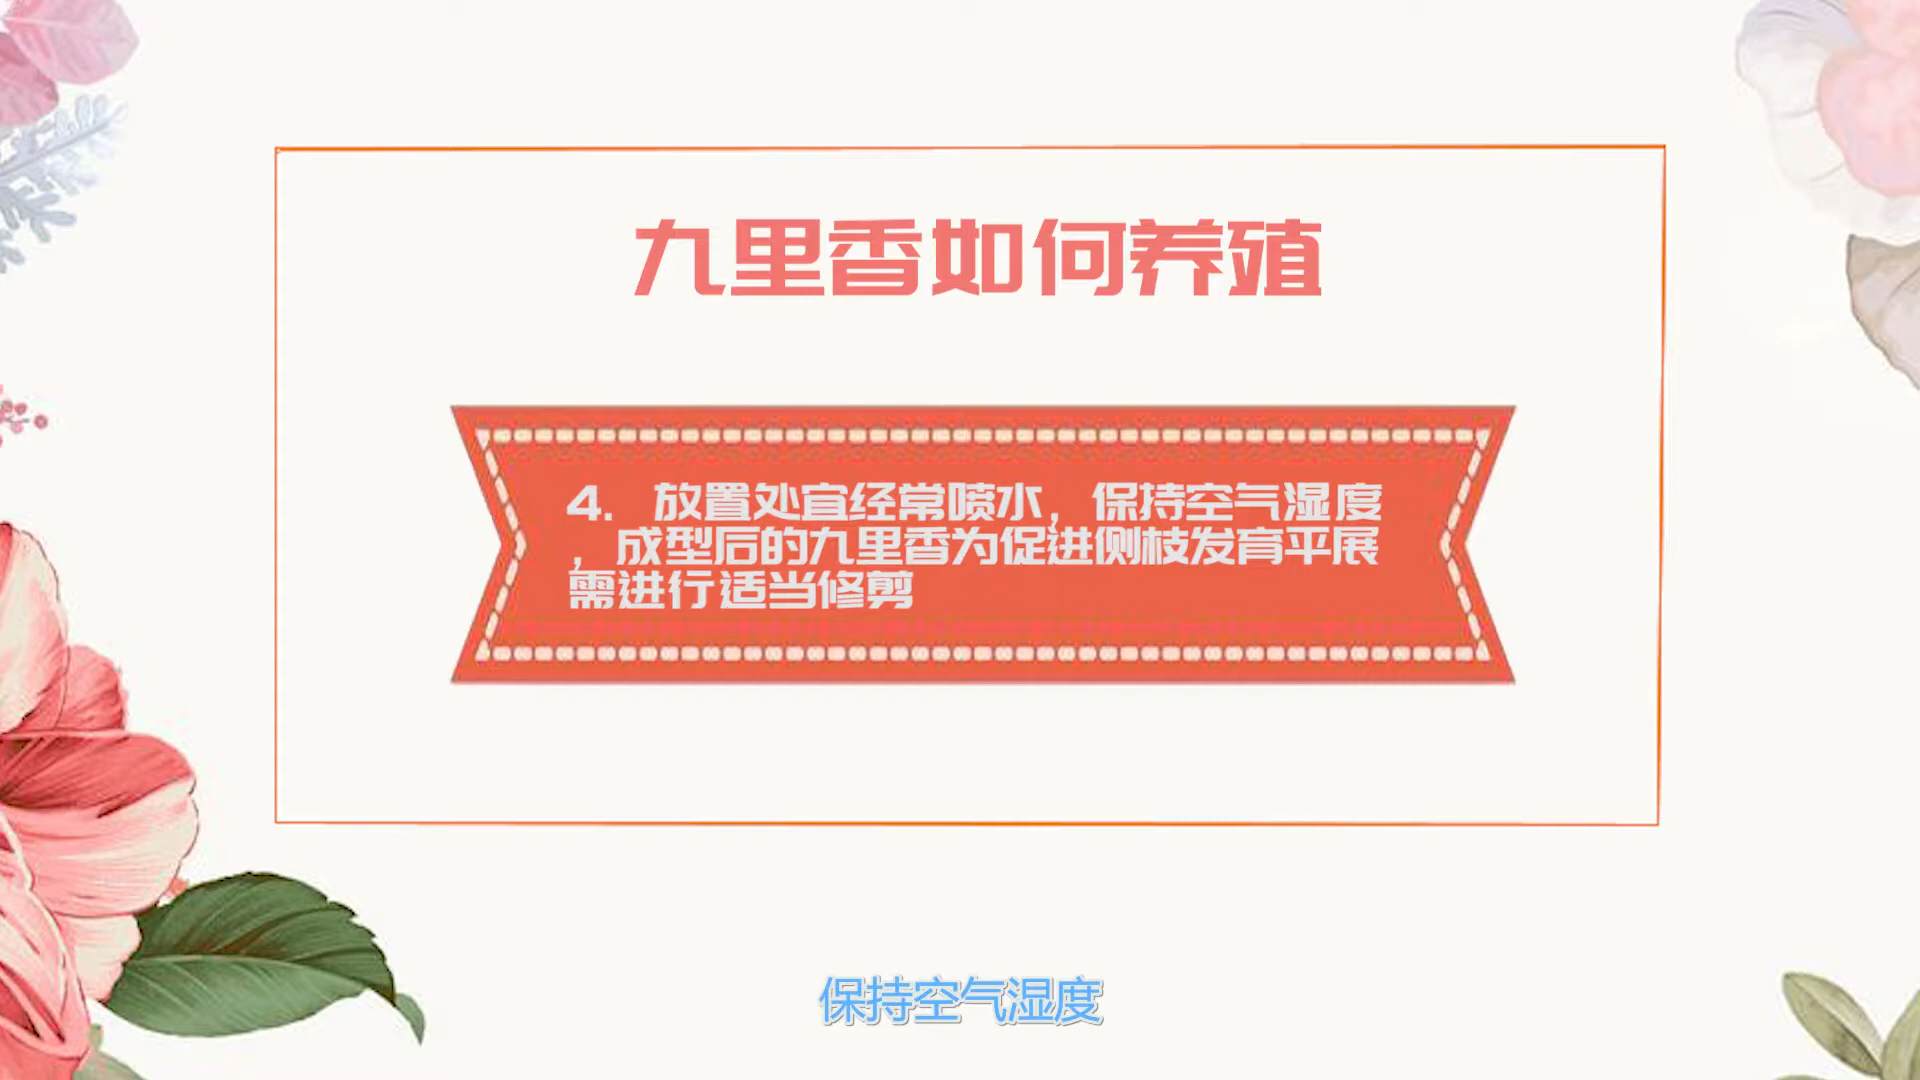 九里香如何养殖
4. 放置处宜经常喷水，保持空气湿度
，成型后的九里香为促进侧枝发育平展
需进行适当修剪
保持空气湿度